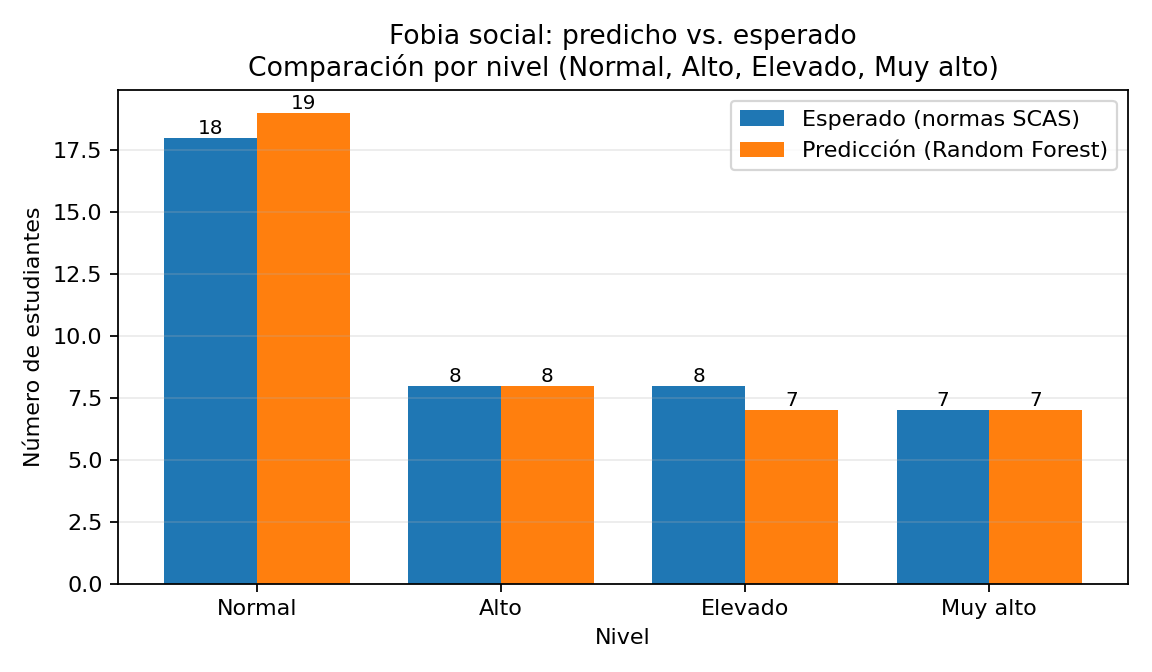 Fobia social: predicho vs. esperado
Comparación por nivel (Normal, Alto, Elevado, Muy alto)
Esperado (normas SCAS)
Predicción (Random Forest)
Número de estudiantes
17.5
15.0
12.5
10.0
7.5
5.0
2.5
0.0
18
19
8
8
8
7
7
7
Normal
Alto
Elevado
Muy alto
Nivel